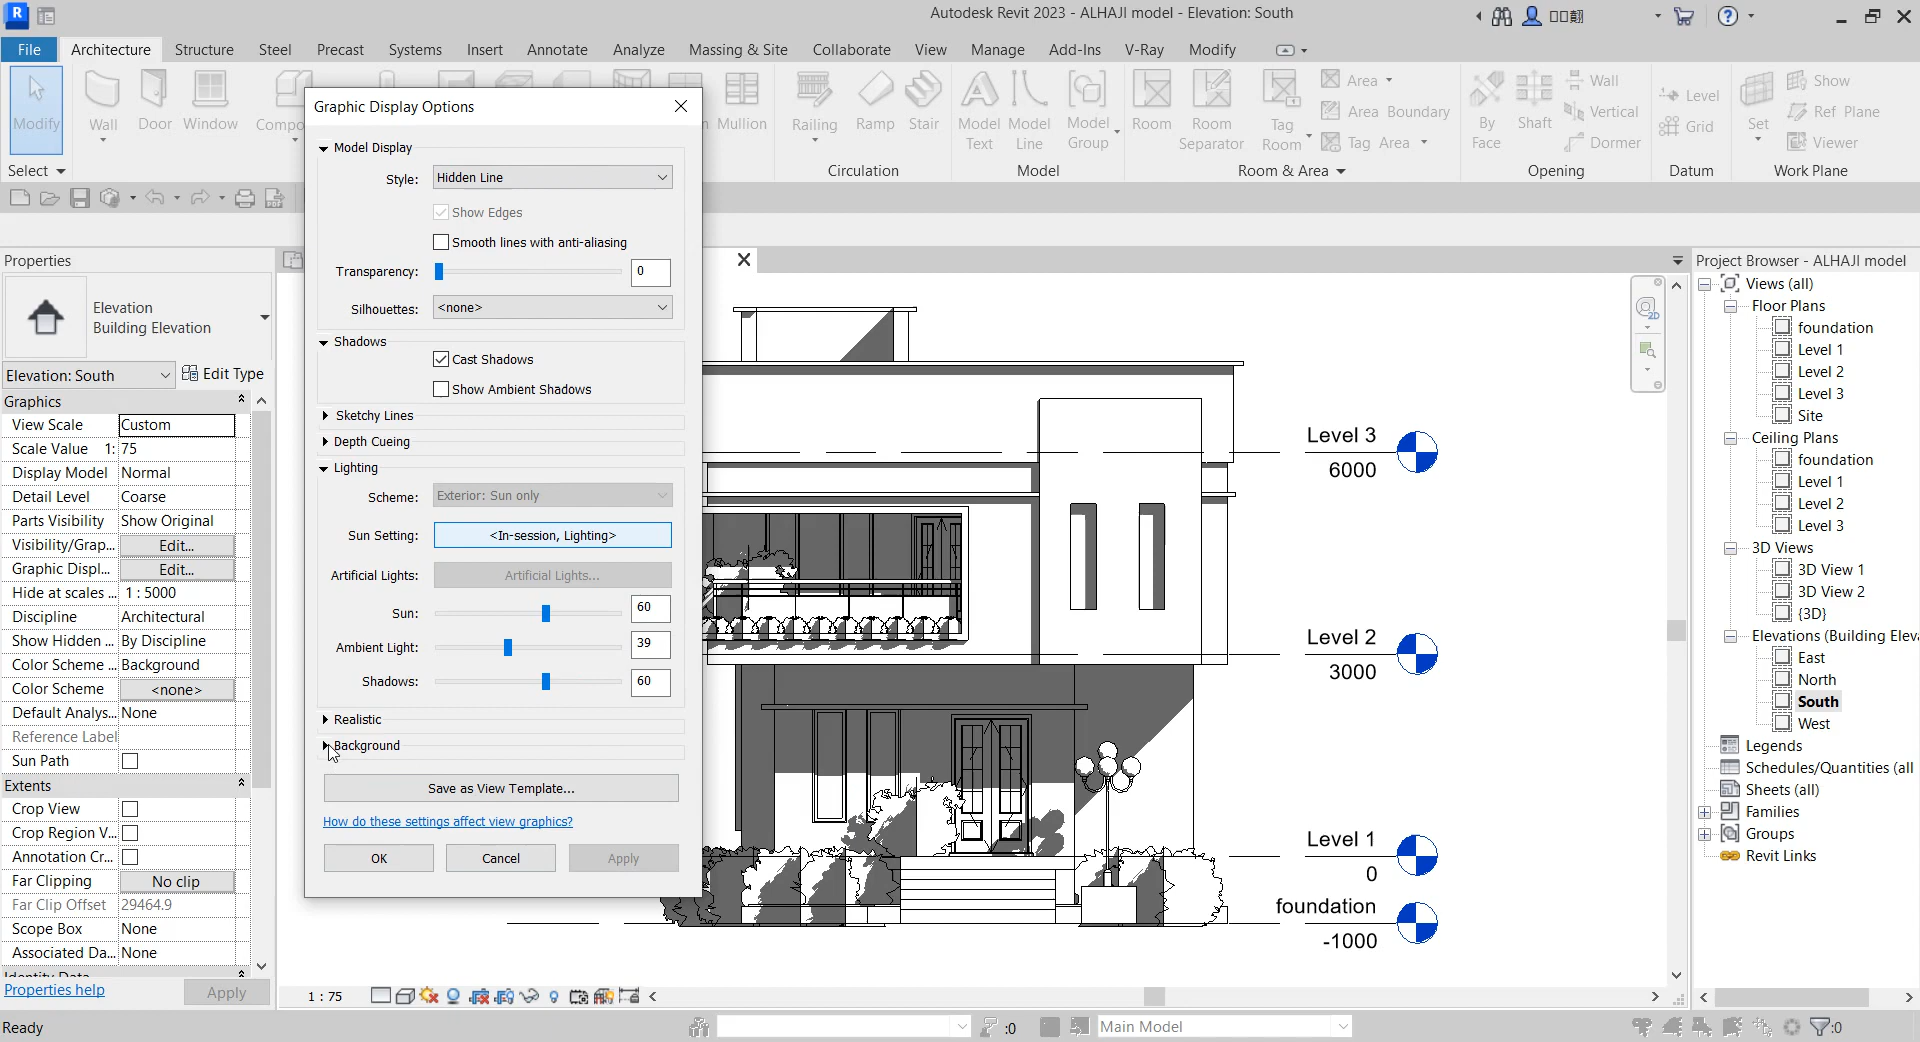 Autodesk Revit 2023 - ALHAJI model - Elevation: South
File Architecture Structure Steel Precast Systems Insert Annotate Analyze Massing & Site Collaborate View Manage Add-Ins V-Ray Modify
Modify
Wall
Door
Window
Compo
Mullion
Railing
Ramp
Stair
Model Text
Model Line
Model Group
Room
Room Separator
Tag Room
Area
Area Boundary
Tag Area
By Face
Shaft
Wall
Vertical
Dormer
Level
Grid
Set
Show
Ref Plane
Viewer
Select
Circulation
Model
Room & Area
Opening
Datum
Work Plane
Graphic Display Options
Model Display
Style: Hidden Line
Show Edges
Smooth lines with anti-aliasing
Transparency: 0
Silhouettes: <none>
Shadows
Cast Shadows
Show Ambient Shadows
Sketchy Lines
Depth Cueing
Lighting
Scheme: Exterior: Sun only
Sun Setting: <In-session, Lighting>
Artificial Lights: Artificial Lights...
Sun: 60
Ambient Light: 39
Shadows: 60
Realistic
Background
Save as View Template...
How do these settings affect view graphics?
OK Cancel Apply
Properties
Elevation
Building Elevation
Elevation: South Edit Type
Graphics
View Scale Custom
Scale Value 1: 75
Display Model Normal
Detail Level Coarse
Parts Visibility Show Original
Visibility/Grap... Edit...
Graphic Displ... Edit...
Hide at scales ... 1 : 5000
Discipline Architectural
Show Hidden ... By Discipline
Color Scheme ... Background
Color Scheme <none>
Default Analys... None
Reference Label
Sun Path
Extents
Crop View
Crop Region V...
Annotation Cr...
Far Clipping No clip
Far Clip Offset 29464.9
Scope Box None
Associated Da... None
Identity Data
Properties help Apply
Level 3
6000
Level 2
3000
Level 1
0
foundation
-1000
2D
Project Browser - ALHAJI model
Views (all)
Floor Plans
foundation
Level 1
Level 2
Level 3
Site
Ceiling Plans
foundation
Level 1
Level 2
Level 3
3D Views
3D View 1
3D View 2
{3D}
Elevations (Building Elev
East
North
South
West
Legends
Schedules/Quantities (all
Sheets (all)
Families
Groups
Revit Links
1 : 75
Ready
:0
Main Model
:0